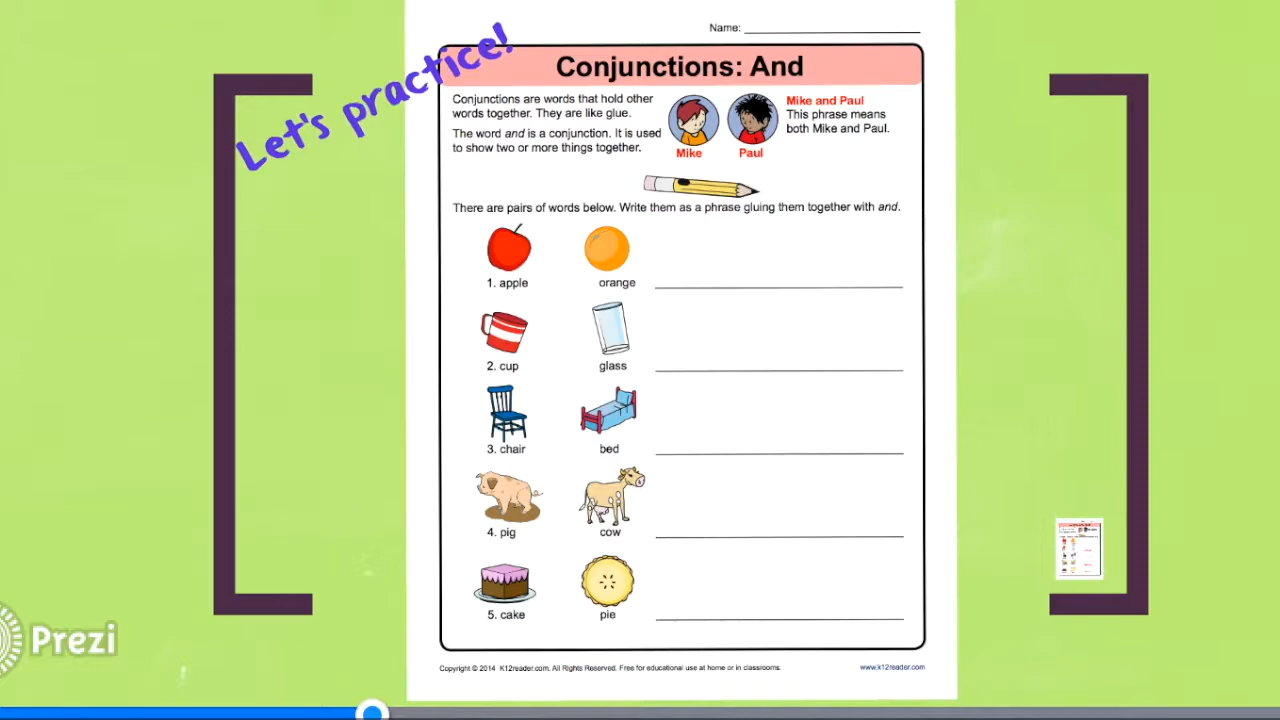 Let's practice!
Name:
Conjunctions: And
Conjunctions are words that hold other
words together. They are like glue.
The word and is a conjunction. It is used
to show two or more things together.
Mike
Paul
Mike and Paul
This phrase means
both Mike and Paul.
There are pairs of words below. Write them as a phrase gluing them together with and.
1. apple orange
2. cup glass
3. chair bed
4. pig cow
5. cake pie
Copyright © 2014 K12reader.com. All Rights Reserved. Free for educational use at home or in classrooms. www.k12reader.com
Prezi